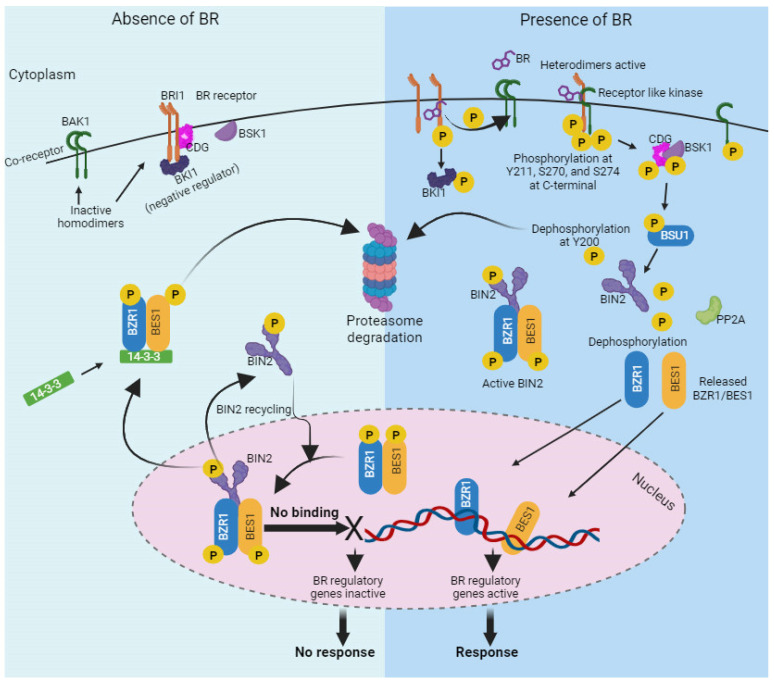 Absence of BR
Presence of BR
Cytoplasm
BRI1
BR receptor
BAK1
BSK1
CDG
Co-receptor
BKI1
(negative regulator)
Inactive
homodimers
BR
Heterodimers active
Receptor like kinase
P
P
P
P
P
P
CDG
BSK1
P
P
BKI1
P
Phosphorylation at
Y211, S270, and S274
at C-terminal
Dephosphorylation
at Y200
P
P
BSU1
BIN2
P
P
PP2A
Dephosphorylation
BZR1
BES1
Released
BZR1/BES1
P
BIN2
BZR1
BES1
P
P
Active BIN2
Proteasome
degradation
P
P
BZR1
BES1
14-3-3
14-3-3
P
BIN2
BIN2 recycling
P
BIN2
BZR1
BES1
P
P
P
P
BZR1
BES1
No binding
X
BZR1
BES1
Nucleus
BR regulatory
genes inactive
BR regulatory
genes active
No response
Response